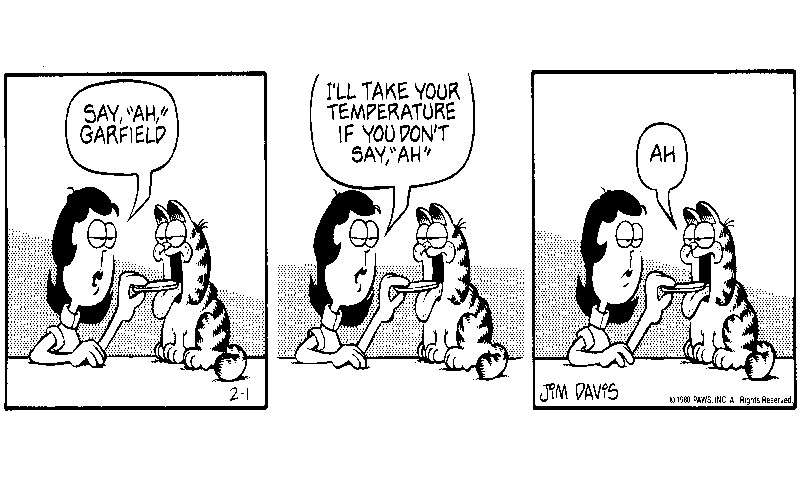 SAY, "AH,"
GARFIELD
I'LL TAKE YOUR
TEMPERATURE
IF YOU DON'T
SAY, "AH"
AH
2-1
JIM DAVIS
© 1980 PAWS, INC. A Rights Reserved.